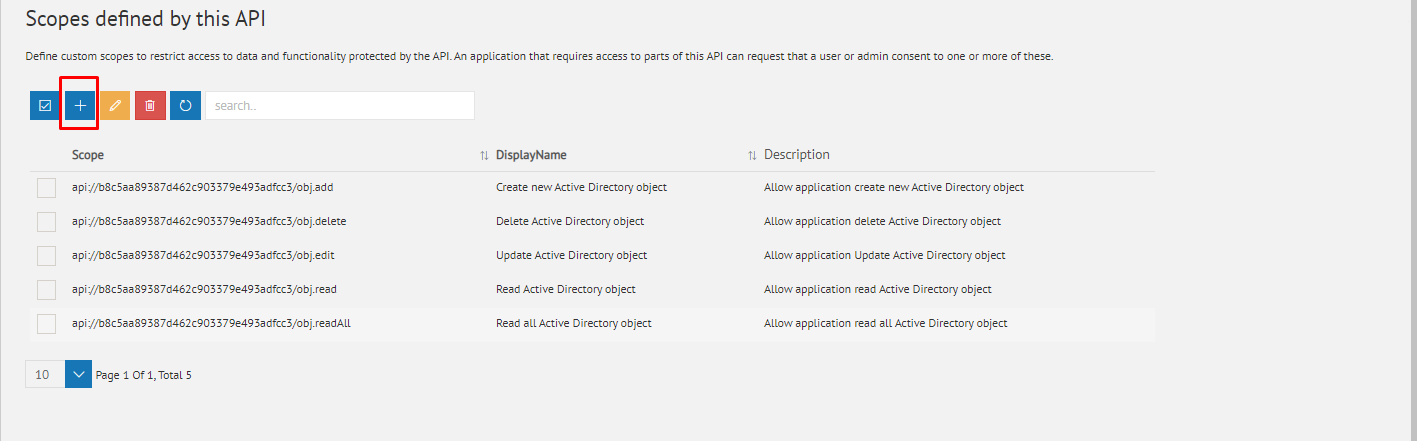 Scopes defined by this API
Define custom scopes to restrict access to data and functionality protected by the API. An application that requires access to parts of this API can request that a user or admin consent to one or more of these.
search..
Scope DisplayName Description
api://b8c5aa89387d462c903379e493adfcc3/obj.add Create new Active Directory object Allow application create new Active Directory object
api://b8c5aa89387d462c903379e493adfcc3/obj.delete Delete Active Directory object Allow application delete Active Directory object
api://b8c5aa89387d462c903379e493adfcc3/obj.edit Update Active Directory object Allow application Update Active Directory object
api://b8c5aa89387d462c903379e493adfcc3/obj.read Read Active Directory object Allow application read Active Directory object
api://b8c5aa89387d462c903379e493adfcc3/obj.readAll Read all Active Directory object Allow application read all Active Directory object
10 Page 1 Of 1, Total 5